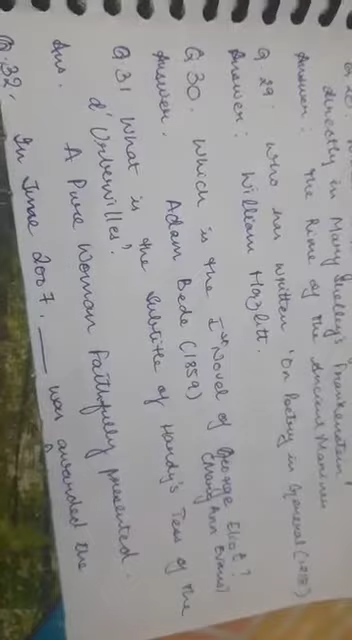 directly in Mary Shelley's Frankenstein?
Answer: The Rime of the Ancient Mariner
Q 29. who has written 'On Poetry in General (1818)
Answer: William Hazlitt.
Q 30. which is the Ist Novel of George Eliot?
(Mary Ann Evans)
Answer. Adam Bede (1859)
Q 31 What is the subtitle of Hardy's Tess of the
d'Urbervilles?
Ans. A Pure Woman Faithfully presented.
Q.32. In June 2007. ___ was awarded the